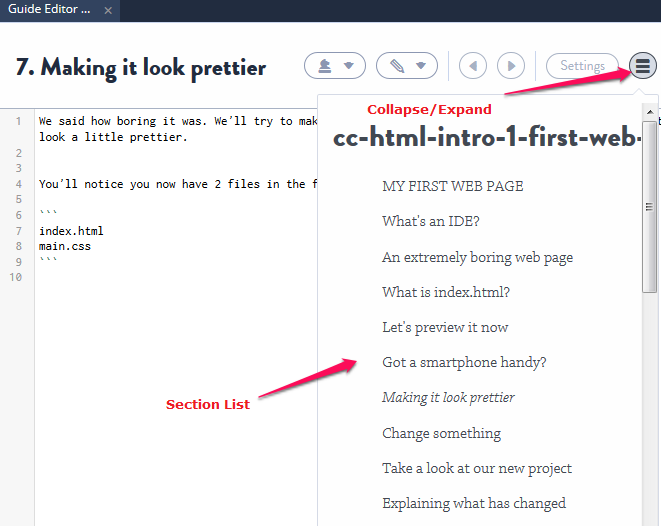 Guide Editor ... ×
7. Making it look prettier
Settings
Collapse/Expand
1 We said how boring it was. We'll try to mak
look a little prettier.
2
3
4 You'll notice you now have 2 files in the f
5
6 ```
7 index.html
8 main.css
9 ```
10
cc-html-intro-1-first-web-
MY FIRST WEB PAGE
What's an IDE?
An extremely boring web page
What is index.html?
Let's preview it now
Got a smartphone handy?
Section List
Making it look prettier
Change something
Take a look at our new project
Explaining what has changed